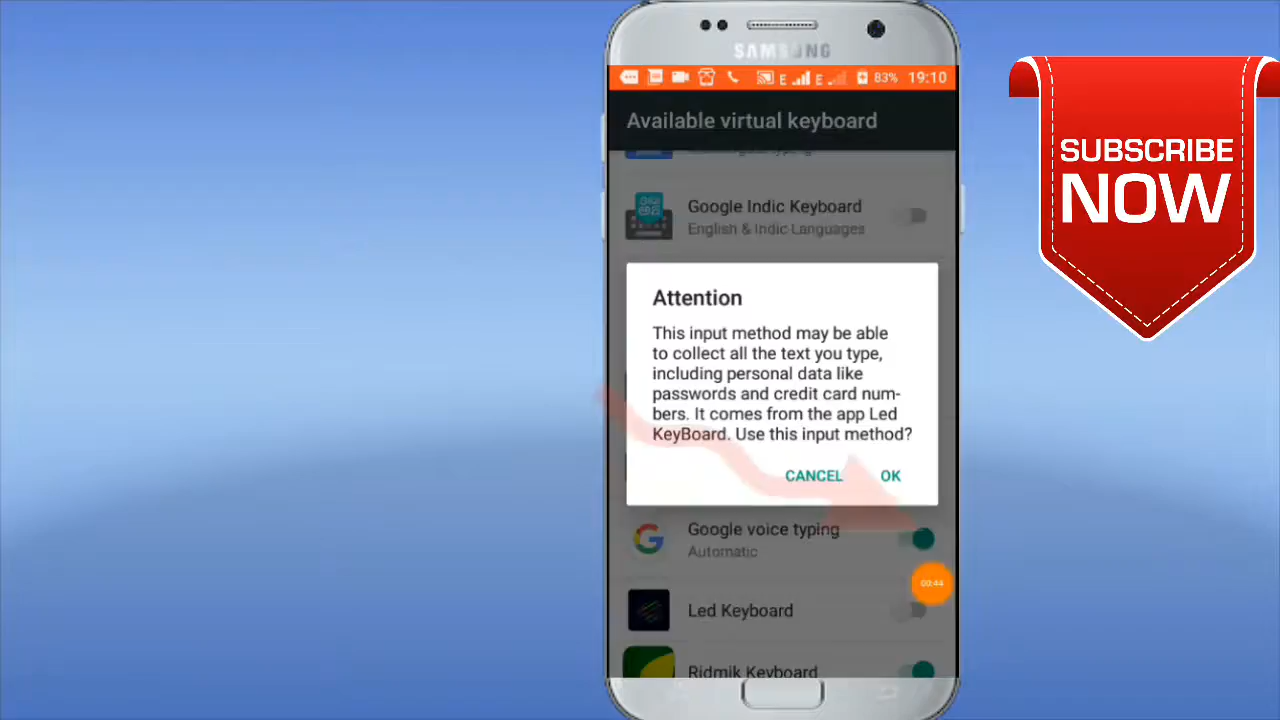 SAMSUNG
E E 83% 19:10
Available virtual keyboard
Google Indic Keyboard
English & Indic Languages
Attention
This input method may be able
to collect all the text you type,
including personal data like
passwords and credit card num-
bers. It comes from the app Led
KeyBoard. Use this input method?
CANCEL OK
Google voice typing
Automatic
00:44
Led Keyboard
Ridmik Keyboard
SUBSCRIBE
NOW